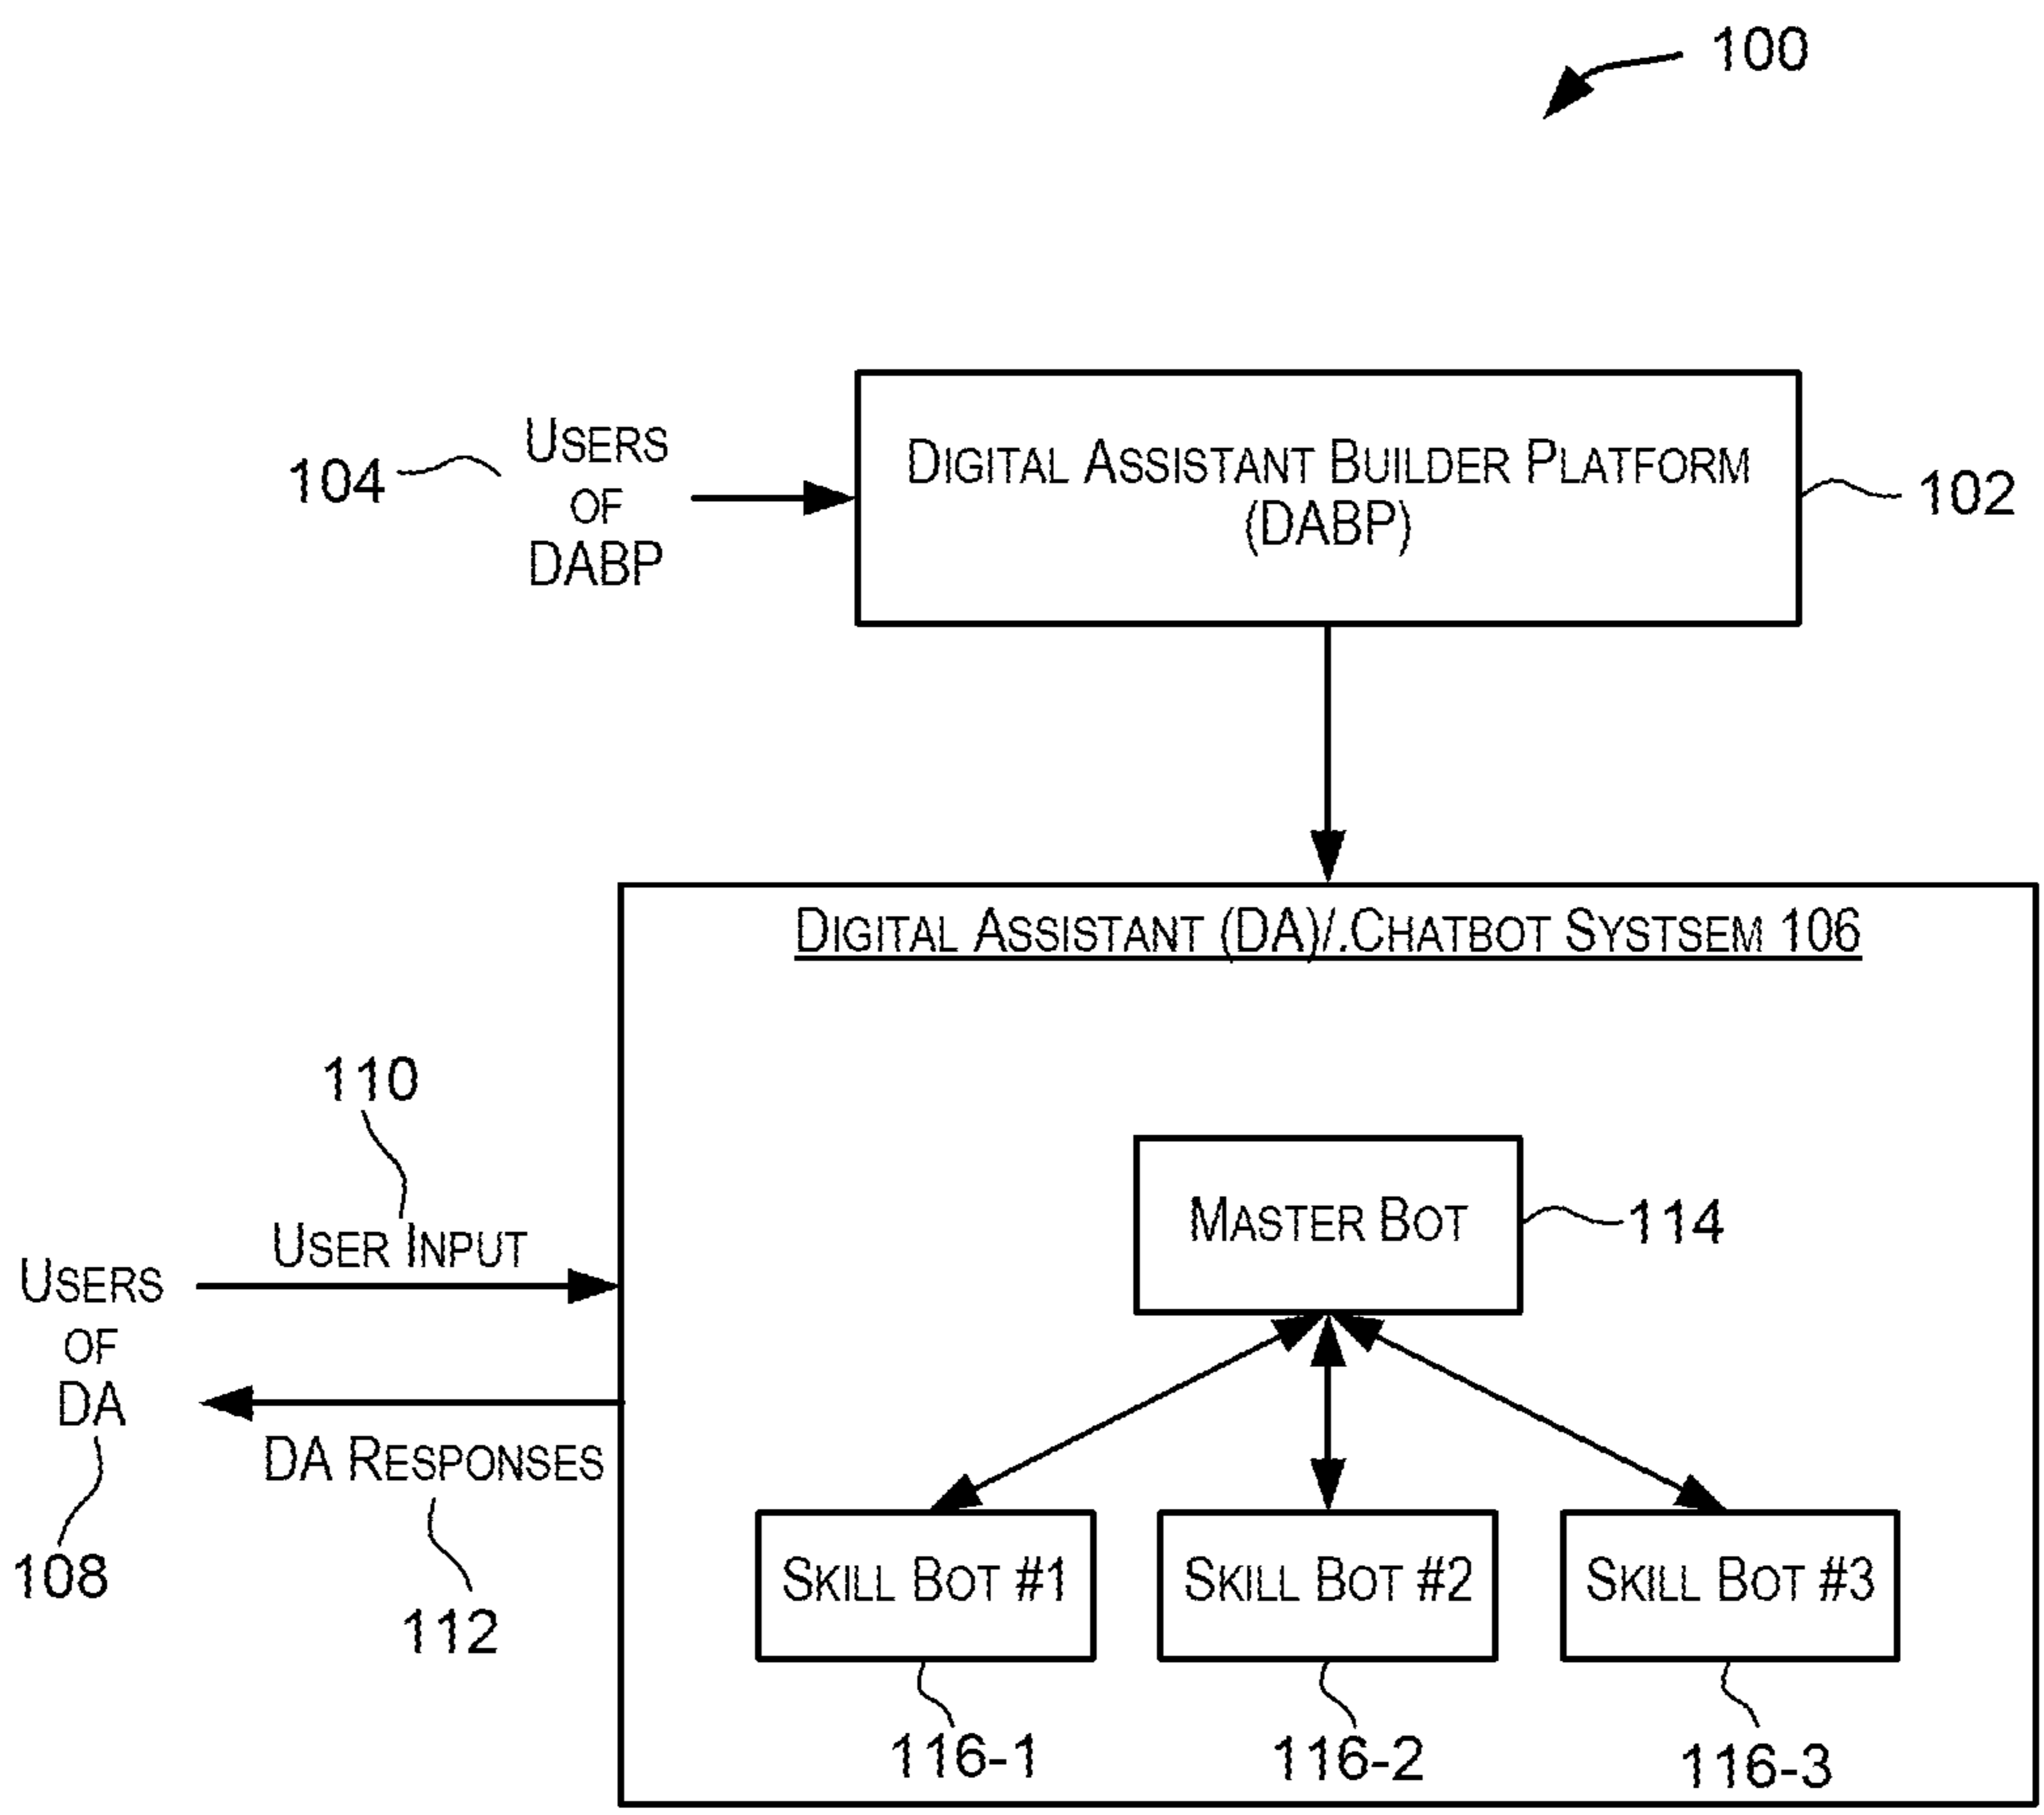 100
USERS
OF
DABP
104
DIGITAL ASSISTANT BUILDER PLATFORM
(DABP)
102
DIGITAL ASSISTANT (DA)/.CHATBOT SYSTSEM 106
110
USER INPUT
USERS
OF
DA
DA RESPONSES
108
112
MASTER BOT
114
SKILL BOT #1
SKILL BOT #2
SKILL BOT #3
116-1
116-2
116-3